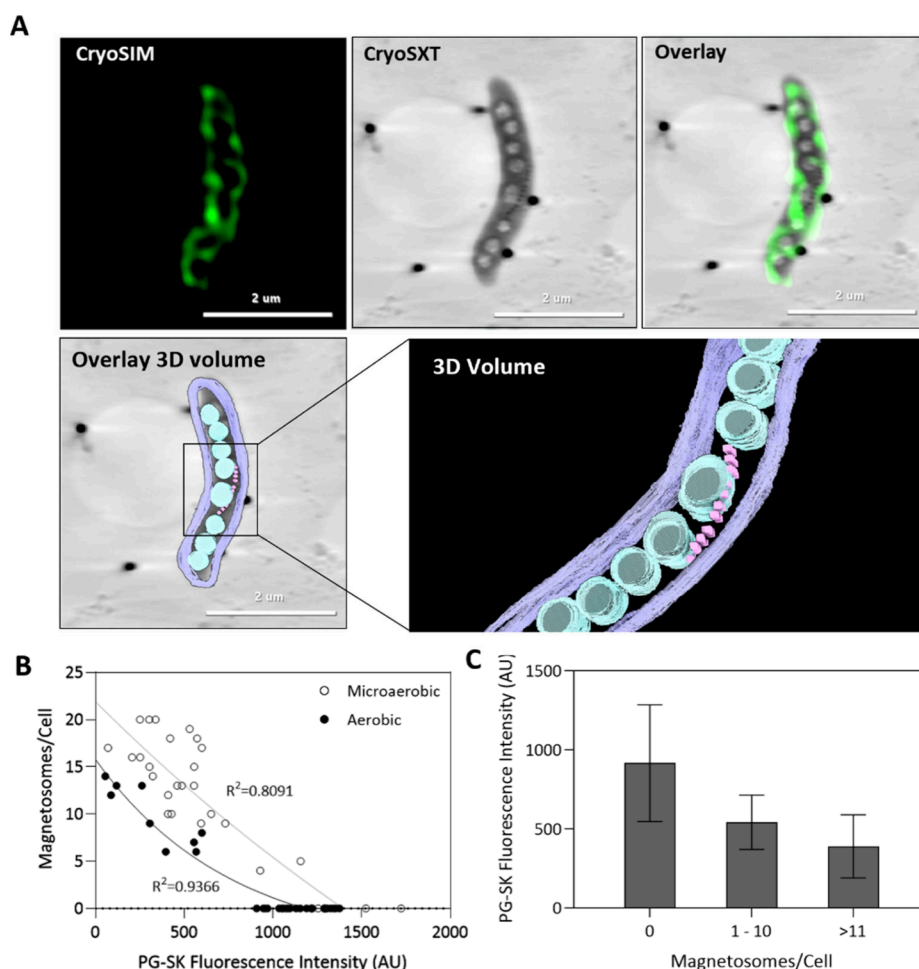 A
CryoSIM
CryoSXT
Overlay
2 um
2 um
2 um
Overlay 3D volume
3D Volume
2 um
B
C
25
20
15
10
5
0
Magnetosomes/Cell
Microaerobic
Aerobic
R²=0.8091
R²=0.9366
0
500
1000
1500
2000
PG-SK Fluorescence Intensity (AU)
PG-SK Fluorescence Intensity (AU)
1500
1000
500
0
0
1 - 10
>11
Magnetosomes/Cell